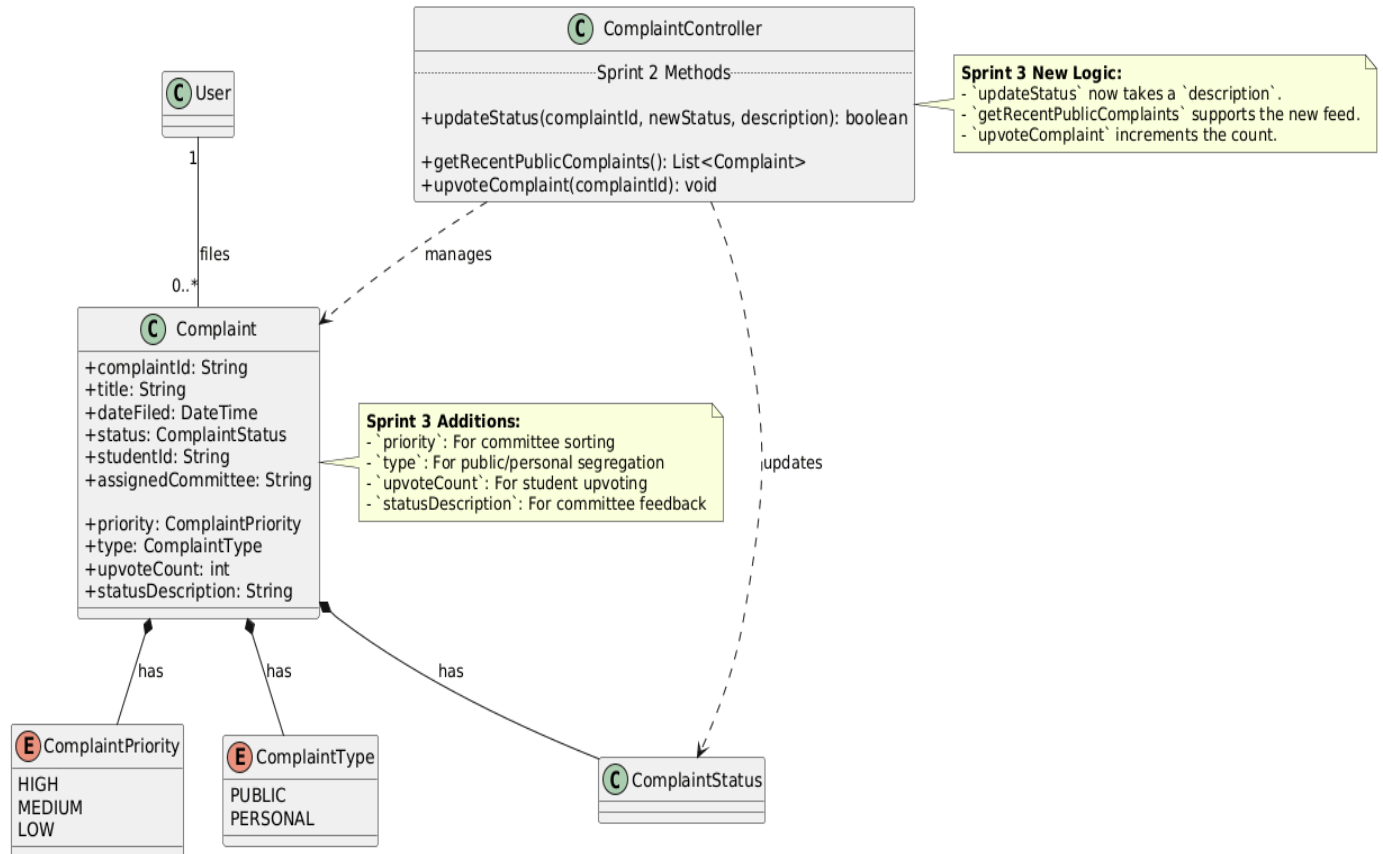 C ComplaintController
Sprint 2 Methods
+updateStatus(complaintId, newStatus, description): boolean
+getRecentPublicComplaints(): List<Complaint>
+upvoteComplaint(complaintId): void
Sprint 3 New Logic:
- `updateStatus` now takes a `description`.
- `getRecentPublicComplaints` supports the new feed.
- `upvoteComplaint` increments the count.
C User
1
files
0..*
manages
updates
C Complaint
+complaintId: String
+title: String
+dateFiled: DateTime
+status: ComplaintStatus
+studentId: String
+assignedCommittee: String
+priority: ComplaintPriority
+type: ComplaintType
+upvoteCount: int
+statusDescription: String
Sprint 3 Additions:
- `priority`: For committee sorting
- `type`: For public/personal segregation
- `upvoteCount`: For student upvoting
- `statusDescription`: For committee feedback
has
has
has
E ComplaintPriority
HIGH
MEDIUM
LOW
E ComplaintType
PUBLIC
PERSONAL
C ComplaintStatus